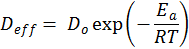 D_eff = D_o exp(−E_a/RT)